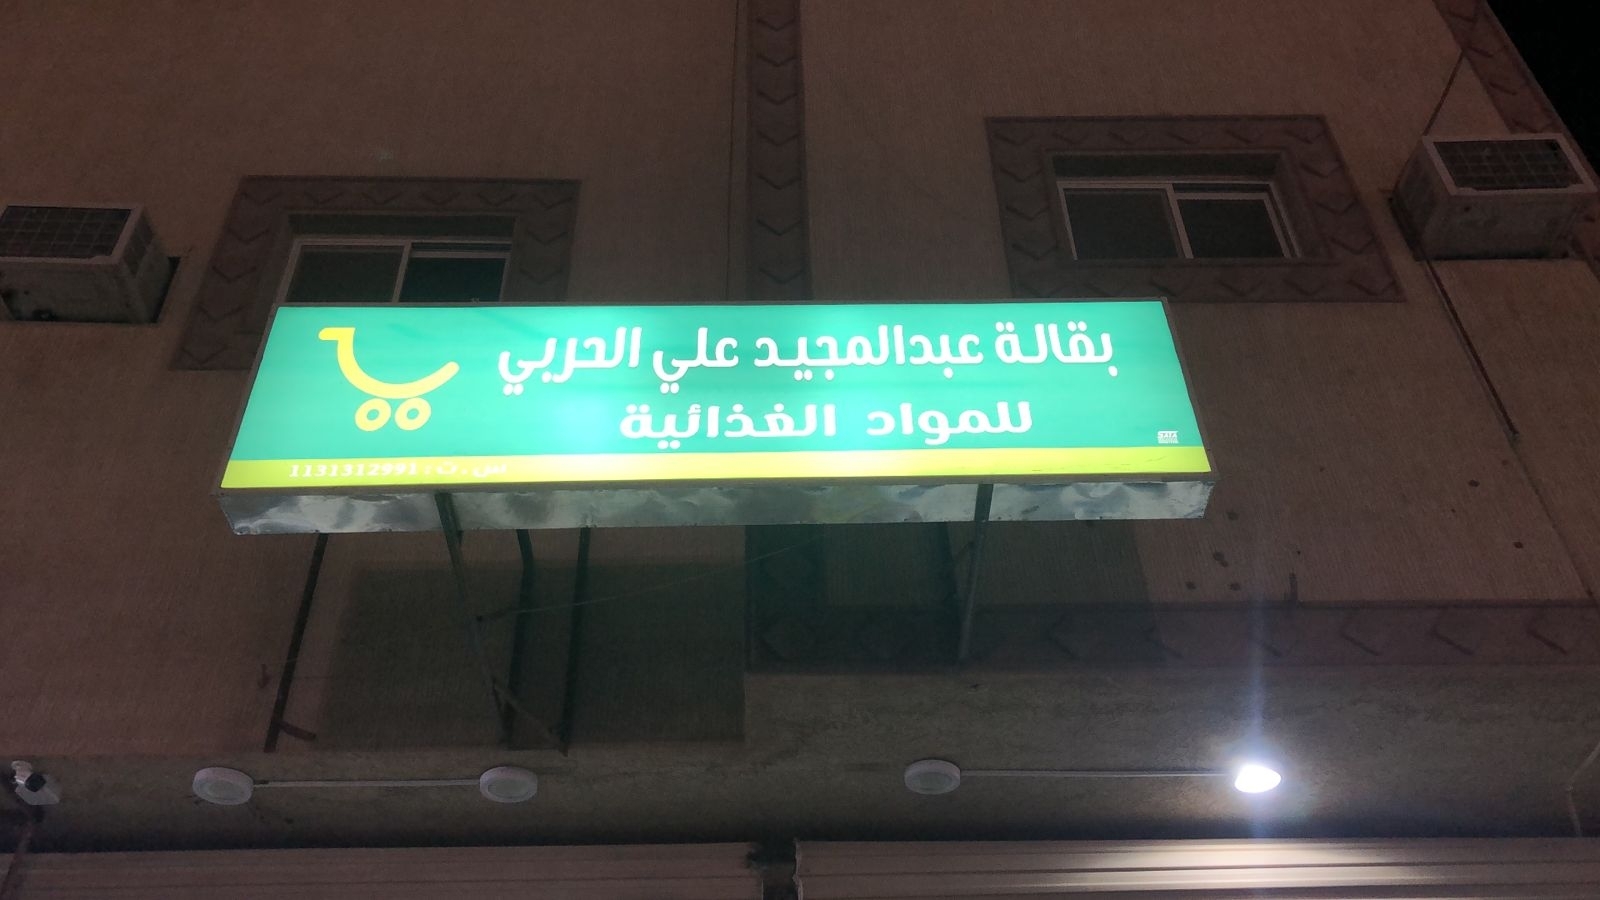 بقالة عبدالمجيد علي الحربي
للمواد الغذائية
س . ت : 1131312991